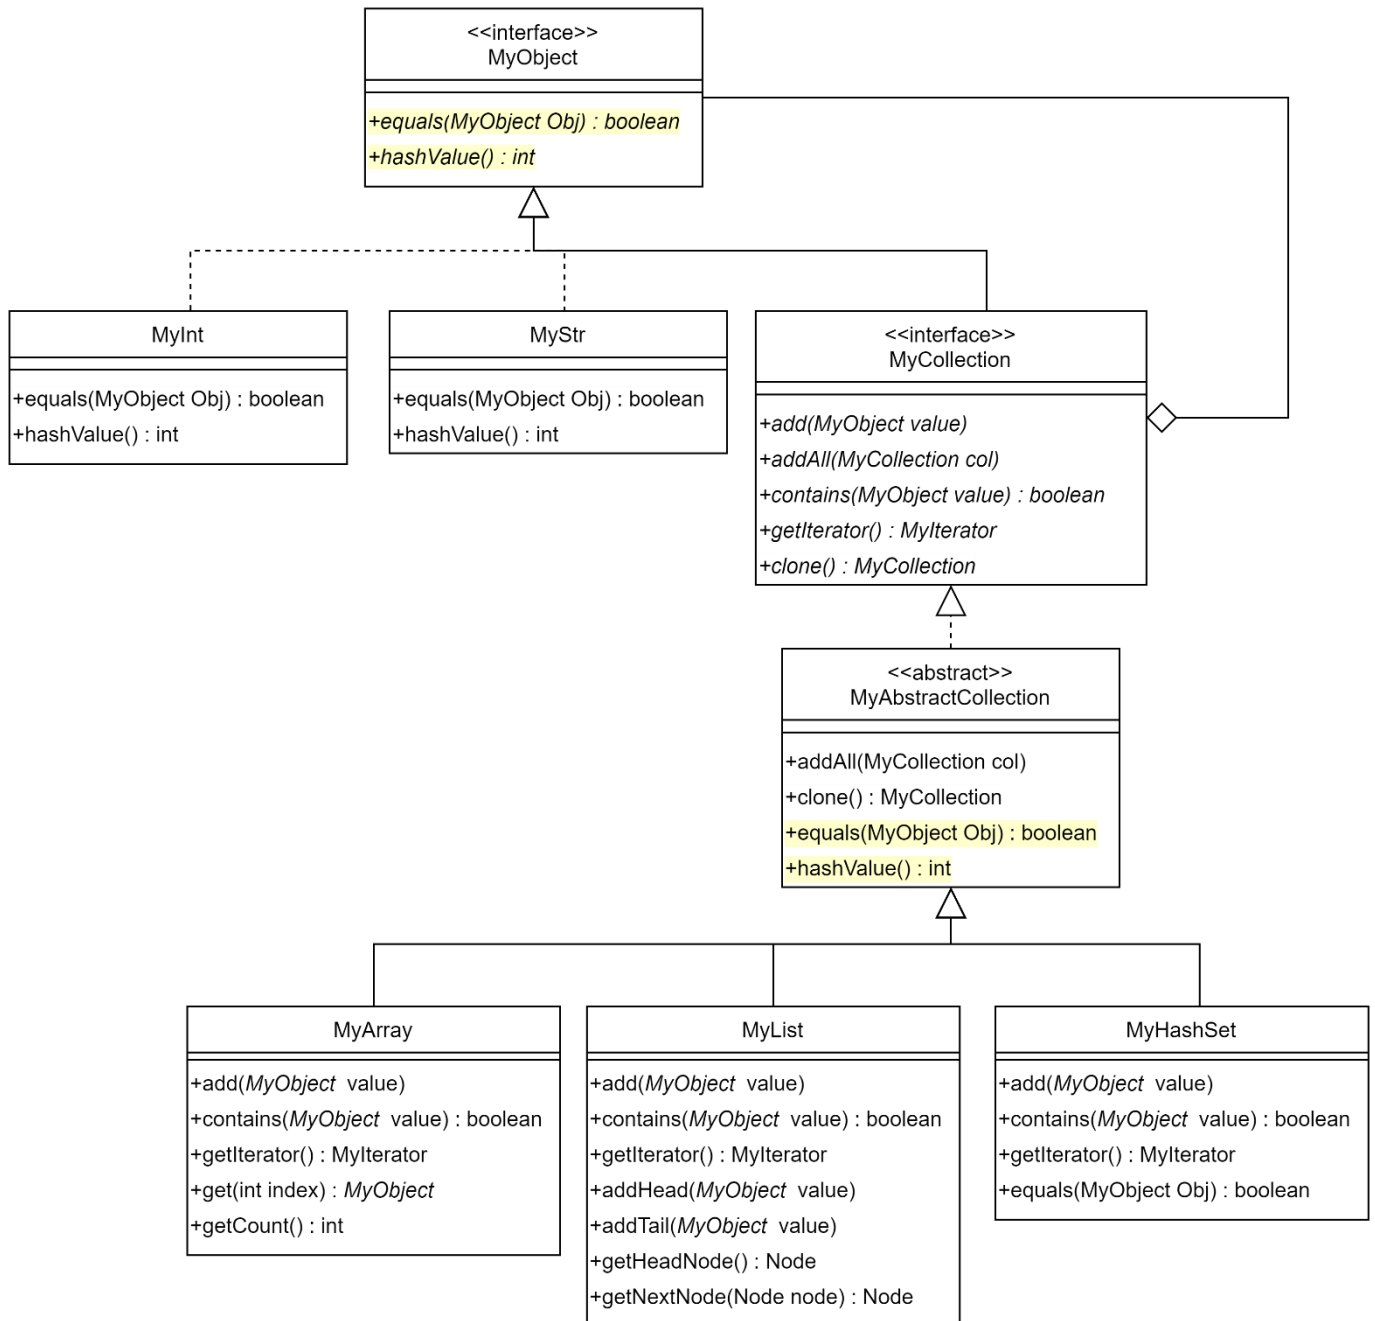 <<interface>>
MyObject
+equals(MyObject Obj) : boolean
+hashValue() : int
MyInt
+equals(MyObject Obj) : boolean
+hashValue() : int
MyStr
+equals(MyObject Obj) : boolean
+hashValue() : int
<<interface>>
MyCollection
+add(MyObject value)
+addAll(MyCollection col)
+contains(MyObject value) : boolean
+getIterator() : MyIterator
+clone() : MyCollection
<<abstract>>
MyAbstractCollection
+addAll(MyCollection col)
+clone() : MyCollection
+equals(MyObject Obj) : boolean
+hashValue() : int
MyArray
+add(MyObject value)
+contains(MyObject value) : boolean
+getIterator() : MyIterator
+get(int index) : MyObject
+getCount() : int
MyList
+add(MyObject value)
+contains(MyObject value) : boolean
+getIterator() : MyIterator
+addHead(MyObject value)
+addTail(MyObject value)
+getHeadNode() : Node
+getNextNode(Node node) : Node
MyHashSet
+add(MyObject value)
+contains(MyObject value) : boolean
+getIterator() : MyIterator
+equals(MyObject Obj) : boolean